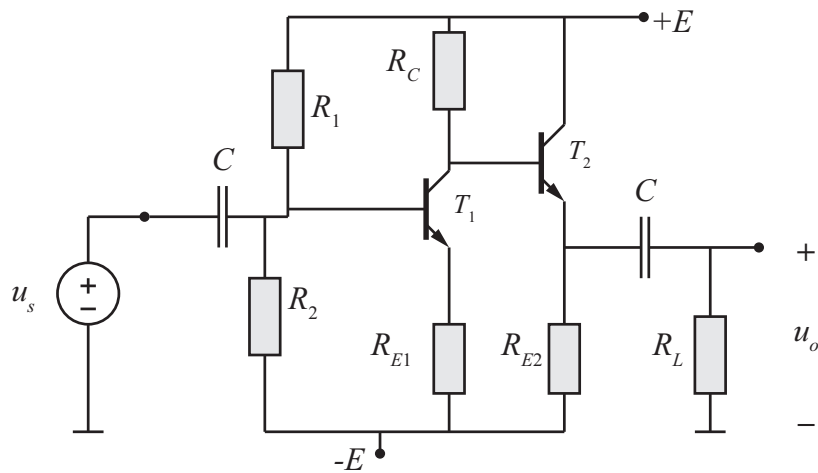 +E
R_C
R_1
C
T_2
T_1
C
+
u_s
+
−
R_2
R_E1
R_E2
R_L
u_o
−
-E